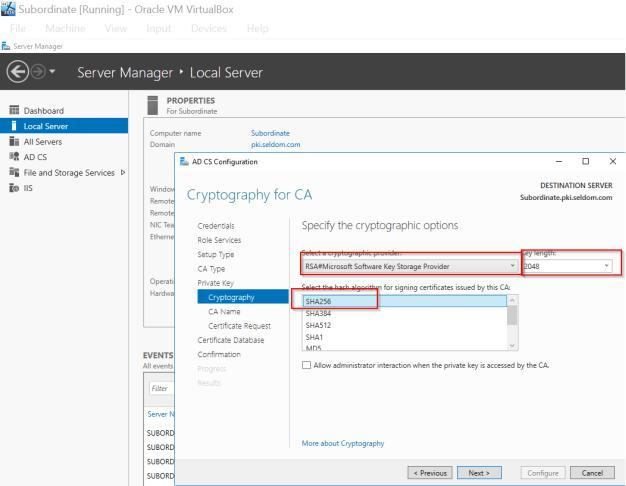 Subordinate [Running] - Oracle VM VirtualBox
File Machine View Input Devices Help
Server Manager
Server Manager • Local Server
Dashboard
Local Server
All Servers
AD CS
File and Storage Services
IIS
PROPERTIES
For Subordinate
Computer name Subordinate
Domain pki.seldom.com
Window
Remote
Remote
NIC Tea
Etherne
Operati
Hardwa
EVENTS
All events
Filter
Server N
SUBORD
SUBORD
SUBORD
SUBORD
AD CS Configuration
Cryptography for CA
DESTINATION SERVER
Subordinate.pki.seldom.com
Credentials
Role Services
Setup Type
CA Type
Private Key
Cryptography
CA Name
Certificate Request
Certificate Database
Confirmation
Progress
Results
Specify the cryptographic options
Select a cryptographic provider: Key length:
RSA#Microsoft Software Key Storage Provider 2048
Select the hash algorithm for signing certificates issued by this CA:
SHA256
SHA384
SHA512
SHA1
MD5
Allow administrator interaction when the private key is accessed by the CA.
More about Cryptography
< Previous Next > Configure Cancel